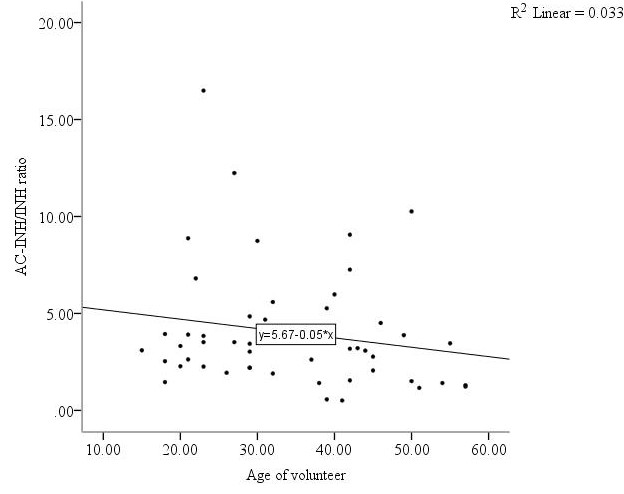 R² Linear = 0.033
20.00
15.00
10.00
5.00
.00
AC-INH/INH ratio
y=5.67-0.05*x
10.00 20.00 30.00 40.00 50.00 60.00
Age of volunteer